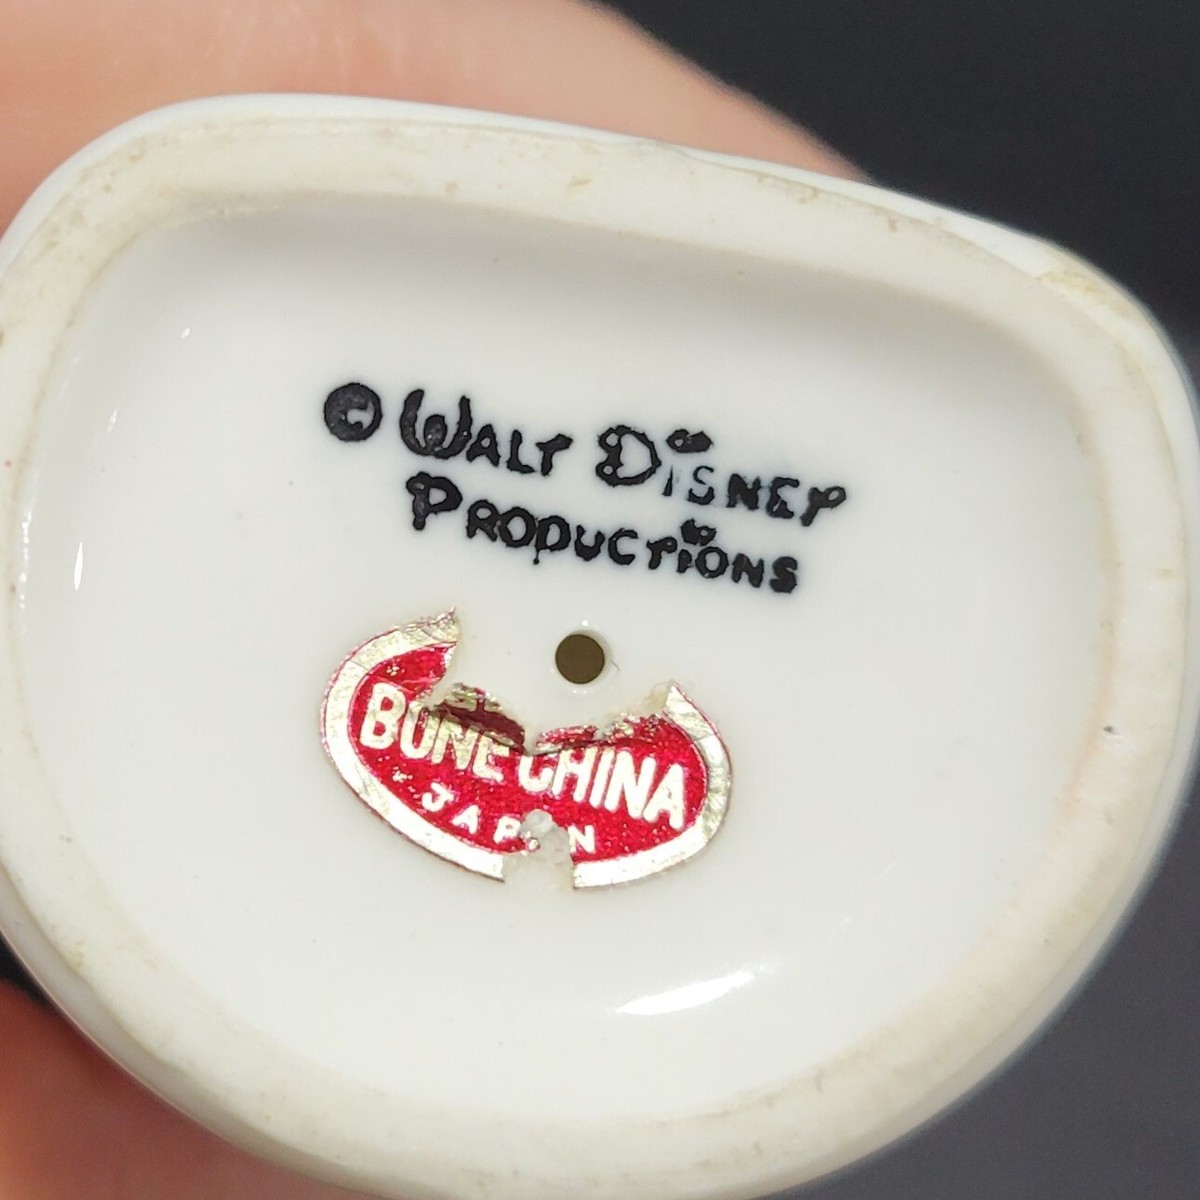 © WALT DISNEY
PRODUCTIONS
BONE CHINA
JAPAN